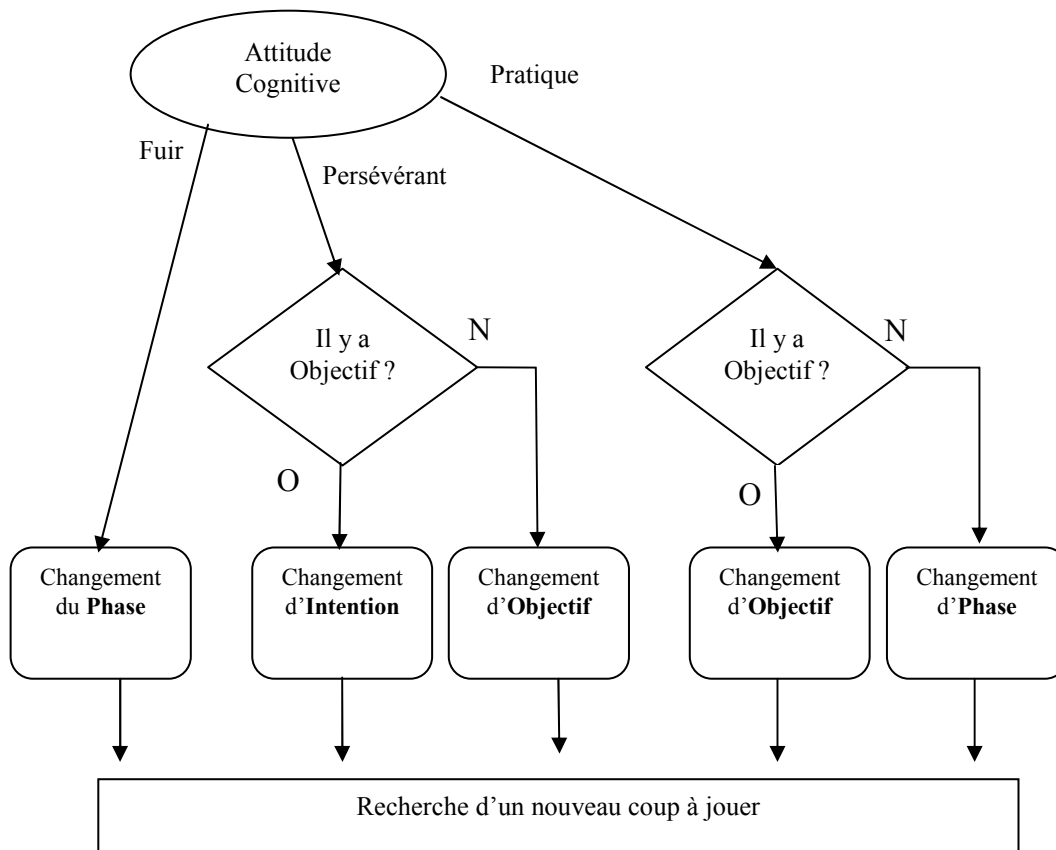 Attitude
Cognitive
Pratique
Fuir
Persévérant
Il y a
Objectif ?
N
O
Il y a
Objectif ?
N
O
Changement
du Phase
Changement
d’Intention
Changement
d’Objectif
Changement
d’Objectif
Changement
d’Phase
Recherche d’un nouveau coup à jouer